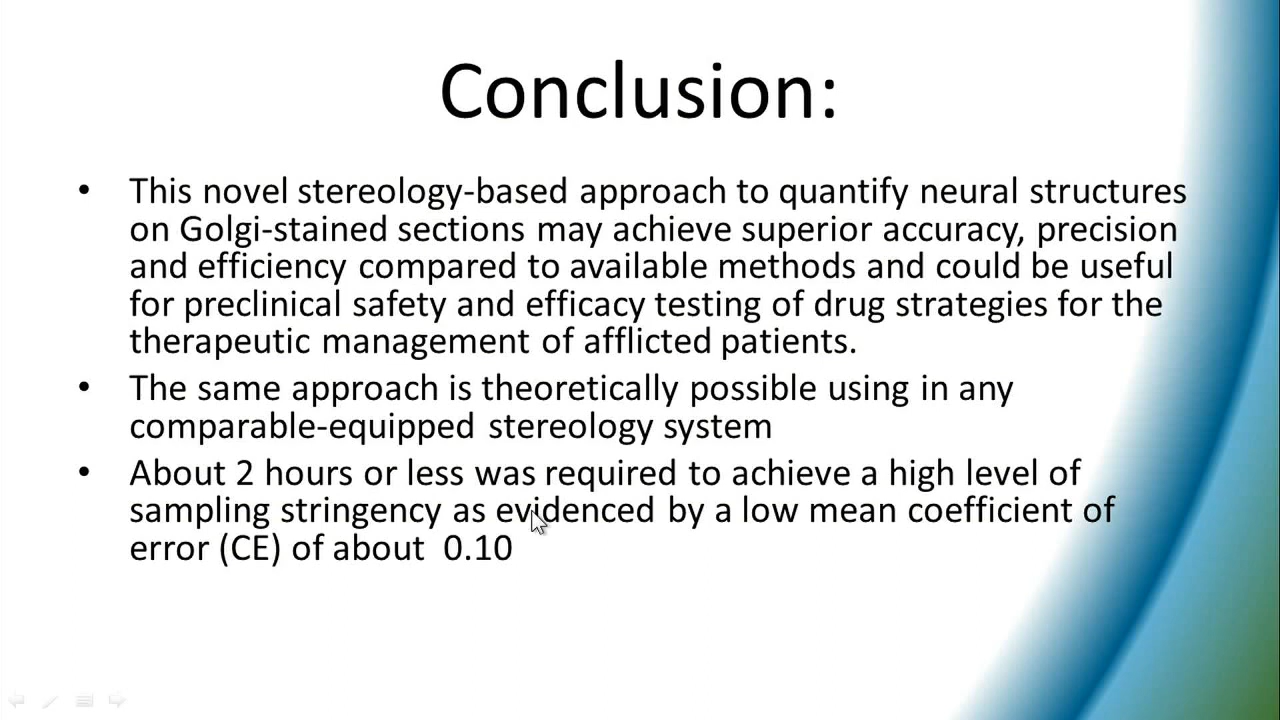 Conclusion:
• This novel stereology-based approach to quantify neural structures
on Golgi-stained sections may achieve superior accuracy, precision
and efficiency compared to available methods and could be useful
for preclinical safety and efficacy testing of drug strategies for the
therapeutic management of afflicted patients.
• The same approach is theoretically possible using in any
comparable-equipped stereology system
• About 2 hours or less was required to achieve a high level of
sampling stringency as evidenced by a low mean coefficient of
error (CE) of about 0.10